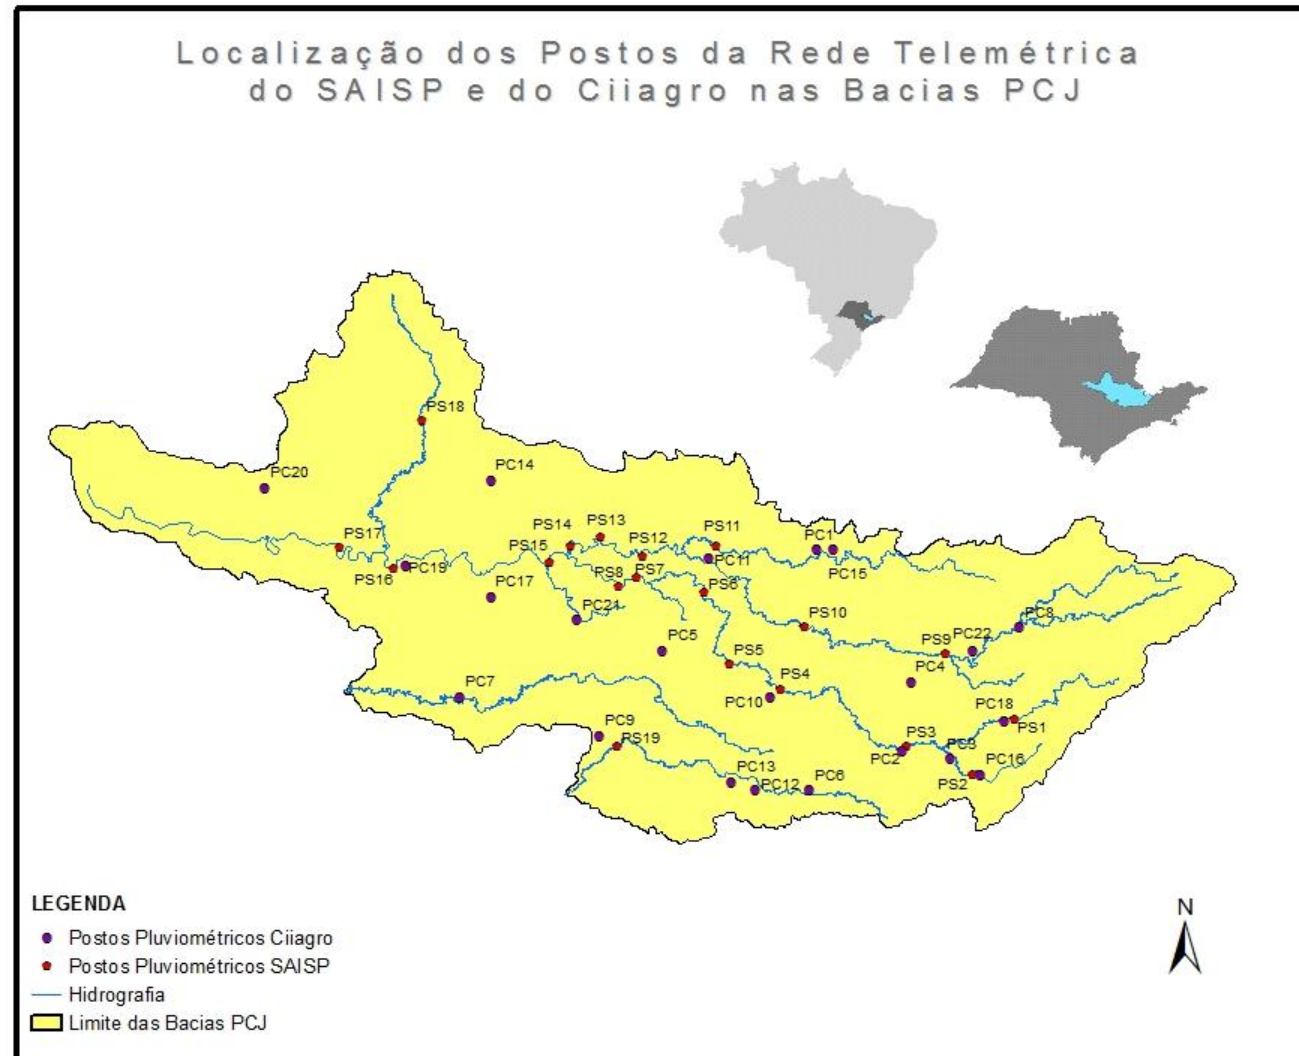 Localização dos Postos da Rede Telemétrica
do SAISP e do Ciiagro nas Bacias PCJ
PS18
PC20
PC14
PS17
PS14
PS13
PS12
PS11
PC1
PS15
PC11
PC15
PS16
PC19
PS8
PS7
PS6
PC17
PC21
PS10
PC8
PC5
PS9
PC22
PS5
PC4
PC7
PS4
PC10
PC18
PS1
PC9
PS19
PS3
PC2
PC3
PC13
PC12
PC6
PS2
PC16
LEGENDA
Postos Pluviométricos Ciiagro
Postos Pluviométricos SAISP
Hidrografia
Limite das Bacias PCJ
N